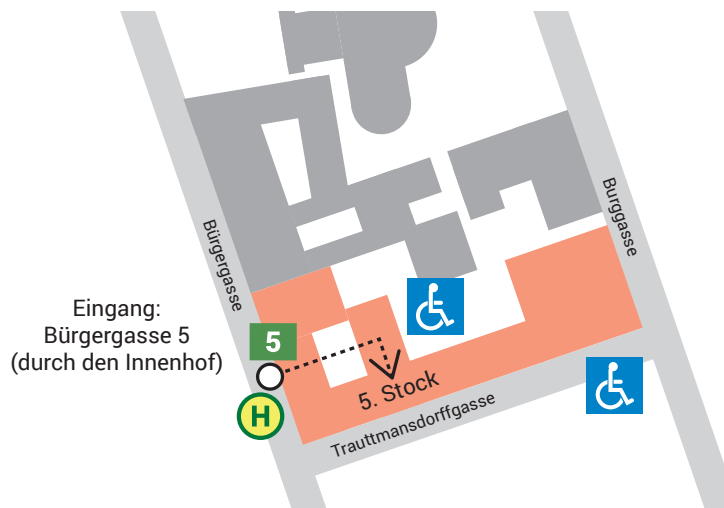 Bürgergasse
Burggasse
Eingang:
Bürgergasse 5
(durch den Innenhof)
5
5. Stock
H
Trauttmansdorffgasse